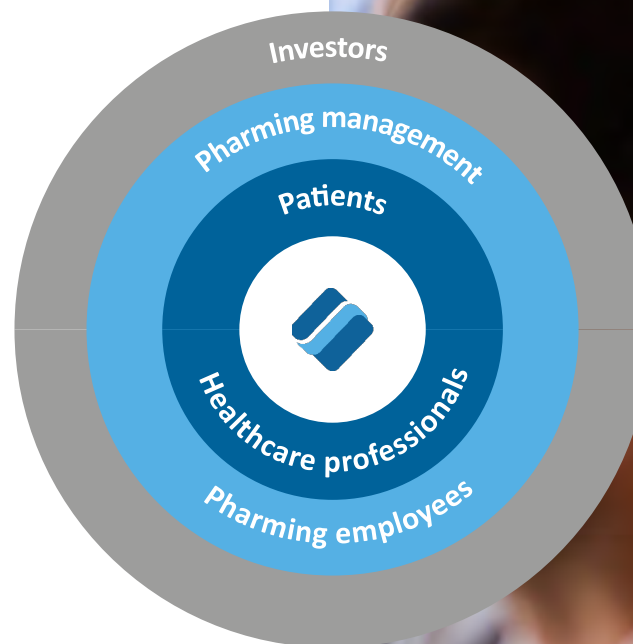 Investors
Pharming management
Patients
Healthcare professionals
Pharming employees